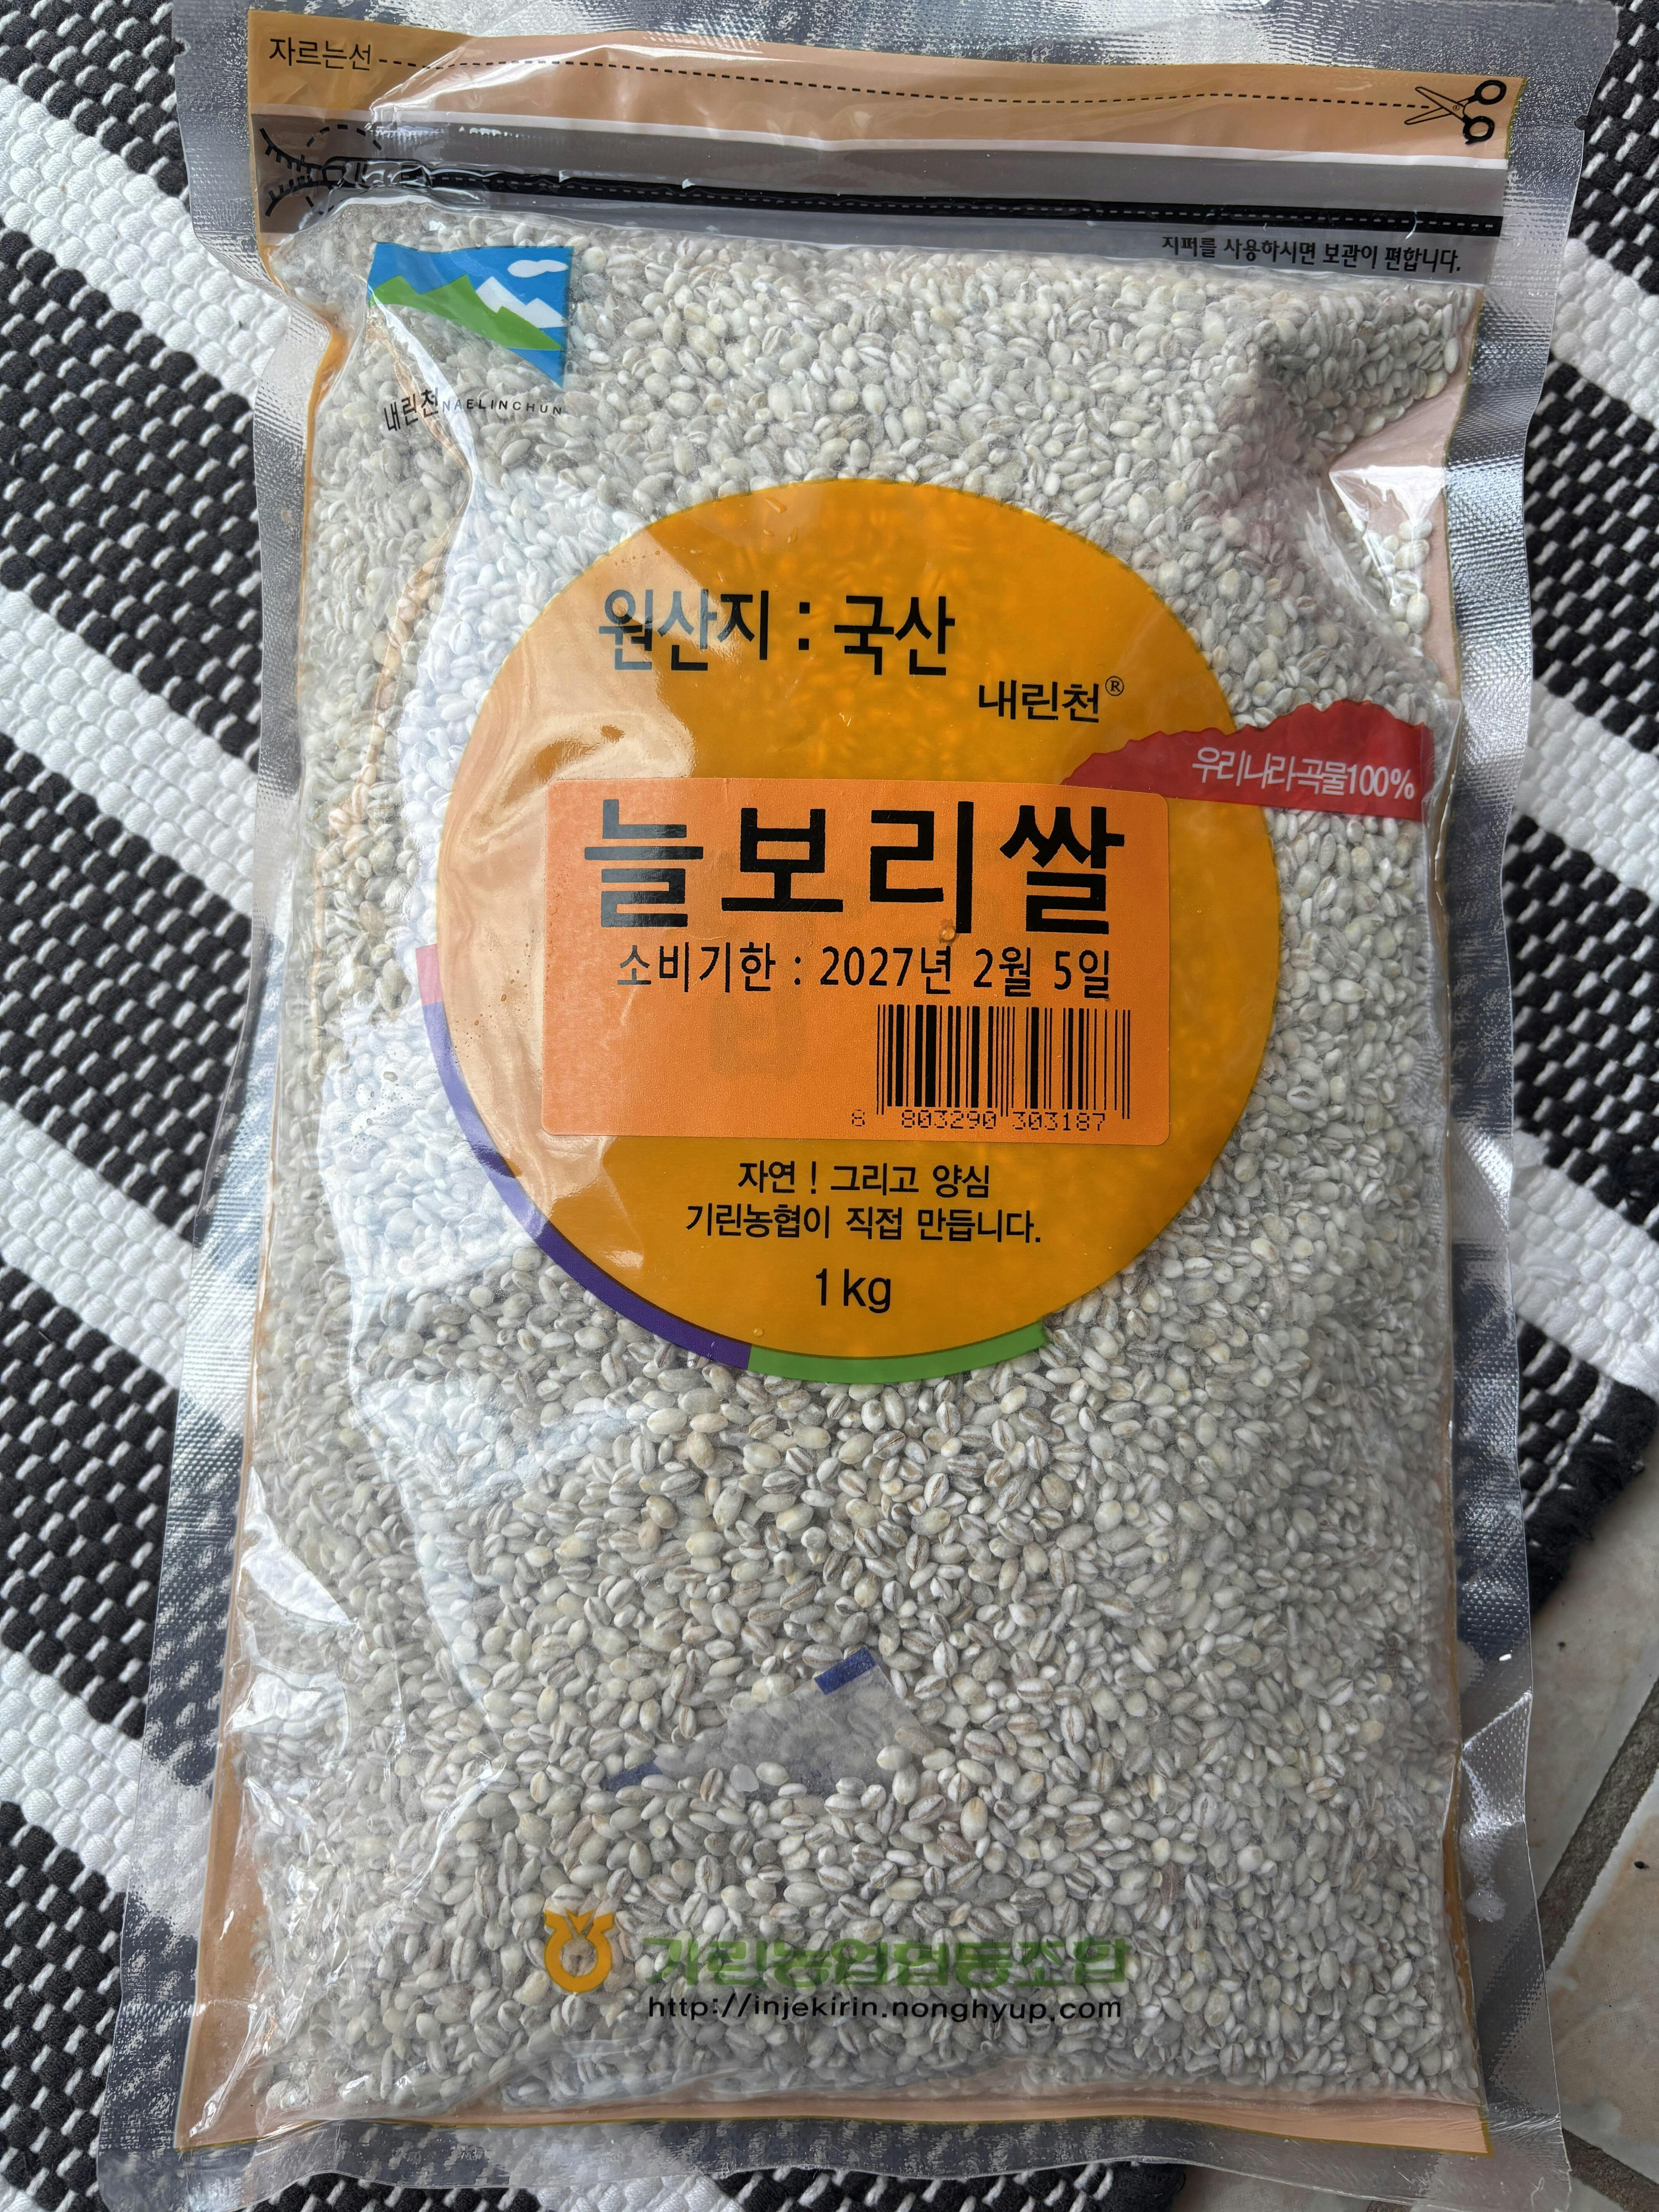 자르는선
지퍼를 사용하시면 보관이 편합니다.
내린천 NAELINCHUN
원산지 : 국산
내린천®
우리나라곡물100%
늘보리쌀
소비기한 : 2027년 2월 5일
8 803290 303187
자연 ! 그리고 양심
기린농협이 직접 만듭니다.
1kg
기린농업협동조합
http://injekirin.nonghyup.com